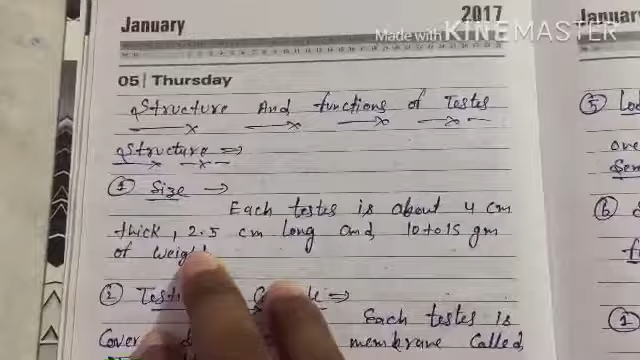 January 2017
Made with KINEMASTER
05 | Thursday
Structure And functions of Testes
Structure ⇒
① Size →
Each testes is about 4 cm
thick, 2.5 cm long and 10 to 15 gm
of
② ⇒
Each testes is
membrane called
January
⑤
over
⑥
①